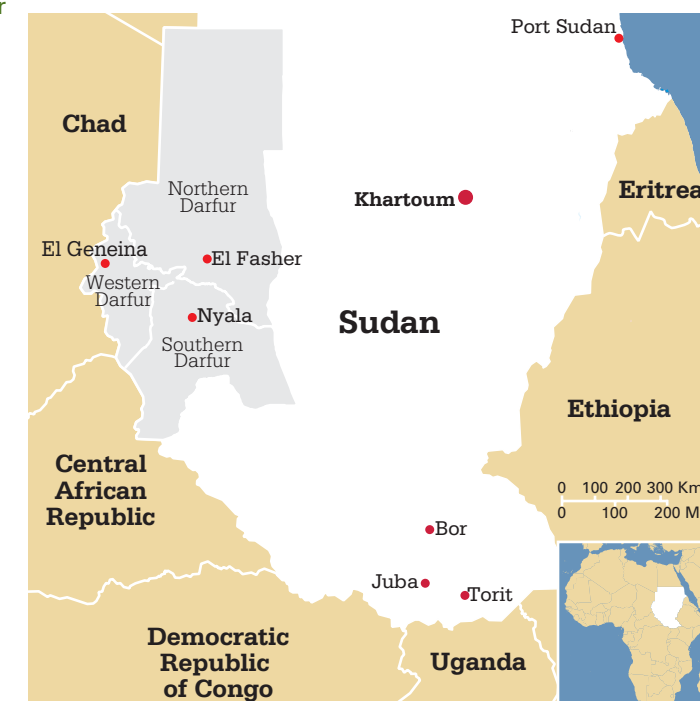 r
Port Sudan
Chad
Northern
Darfur
Khartoum
Eritrea
El Geneina
El Fasher
Western
Darfur
Nyala
Sudan
Southern
Darfur
Ethiopia
Central
African
Republic
0 100 200 300 Km
0 100 200 M
Bor
Juba
Torit
Democratic
Republic
of Congo
Uganda